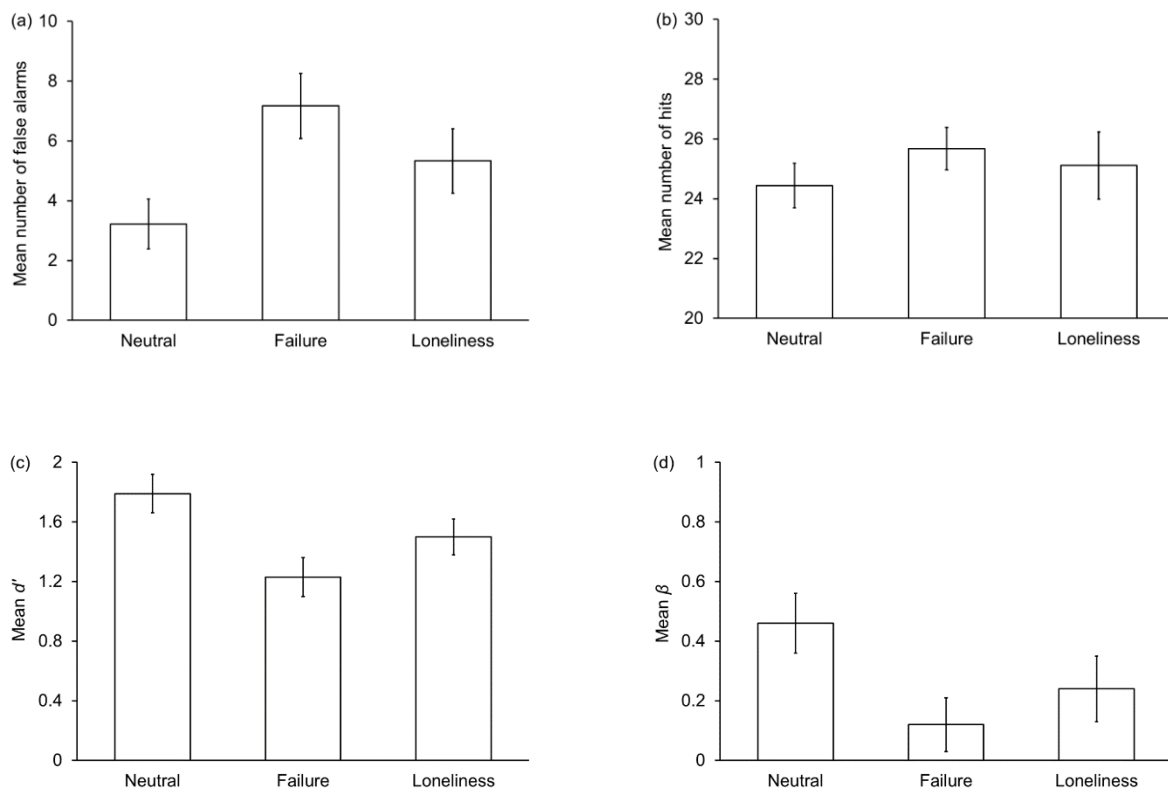 (a)
Mean number of false alarms
10
8
6
4
2
0
Neutral Failure Loneliness
(b)
Mean number of hits
30
28
26
24
22
20
Neutral Failure Loneliness
(c)
Mean d′
2
1.6
1.2
0.8
0.4
0
Neutral Failure Loneliness
(d)
Mean β
1
0.8
0.6
0.4
0.2
0
Neutral Failure Loneliness